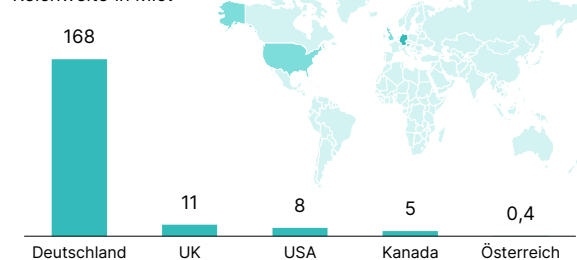 168
11
8
5
0,4
Deutschland
UK
USA
Kanada
Österreich